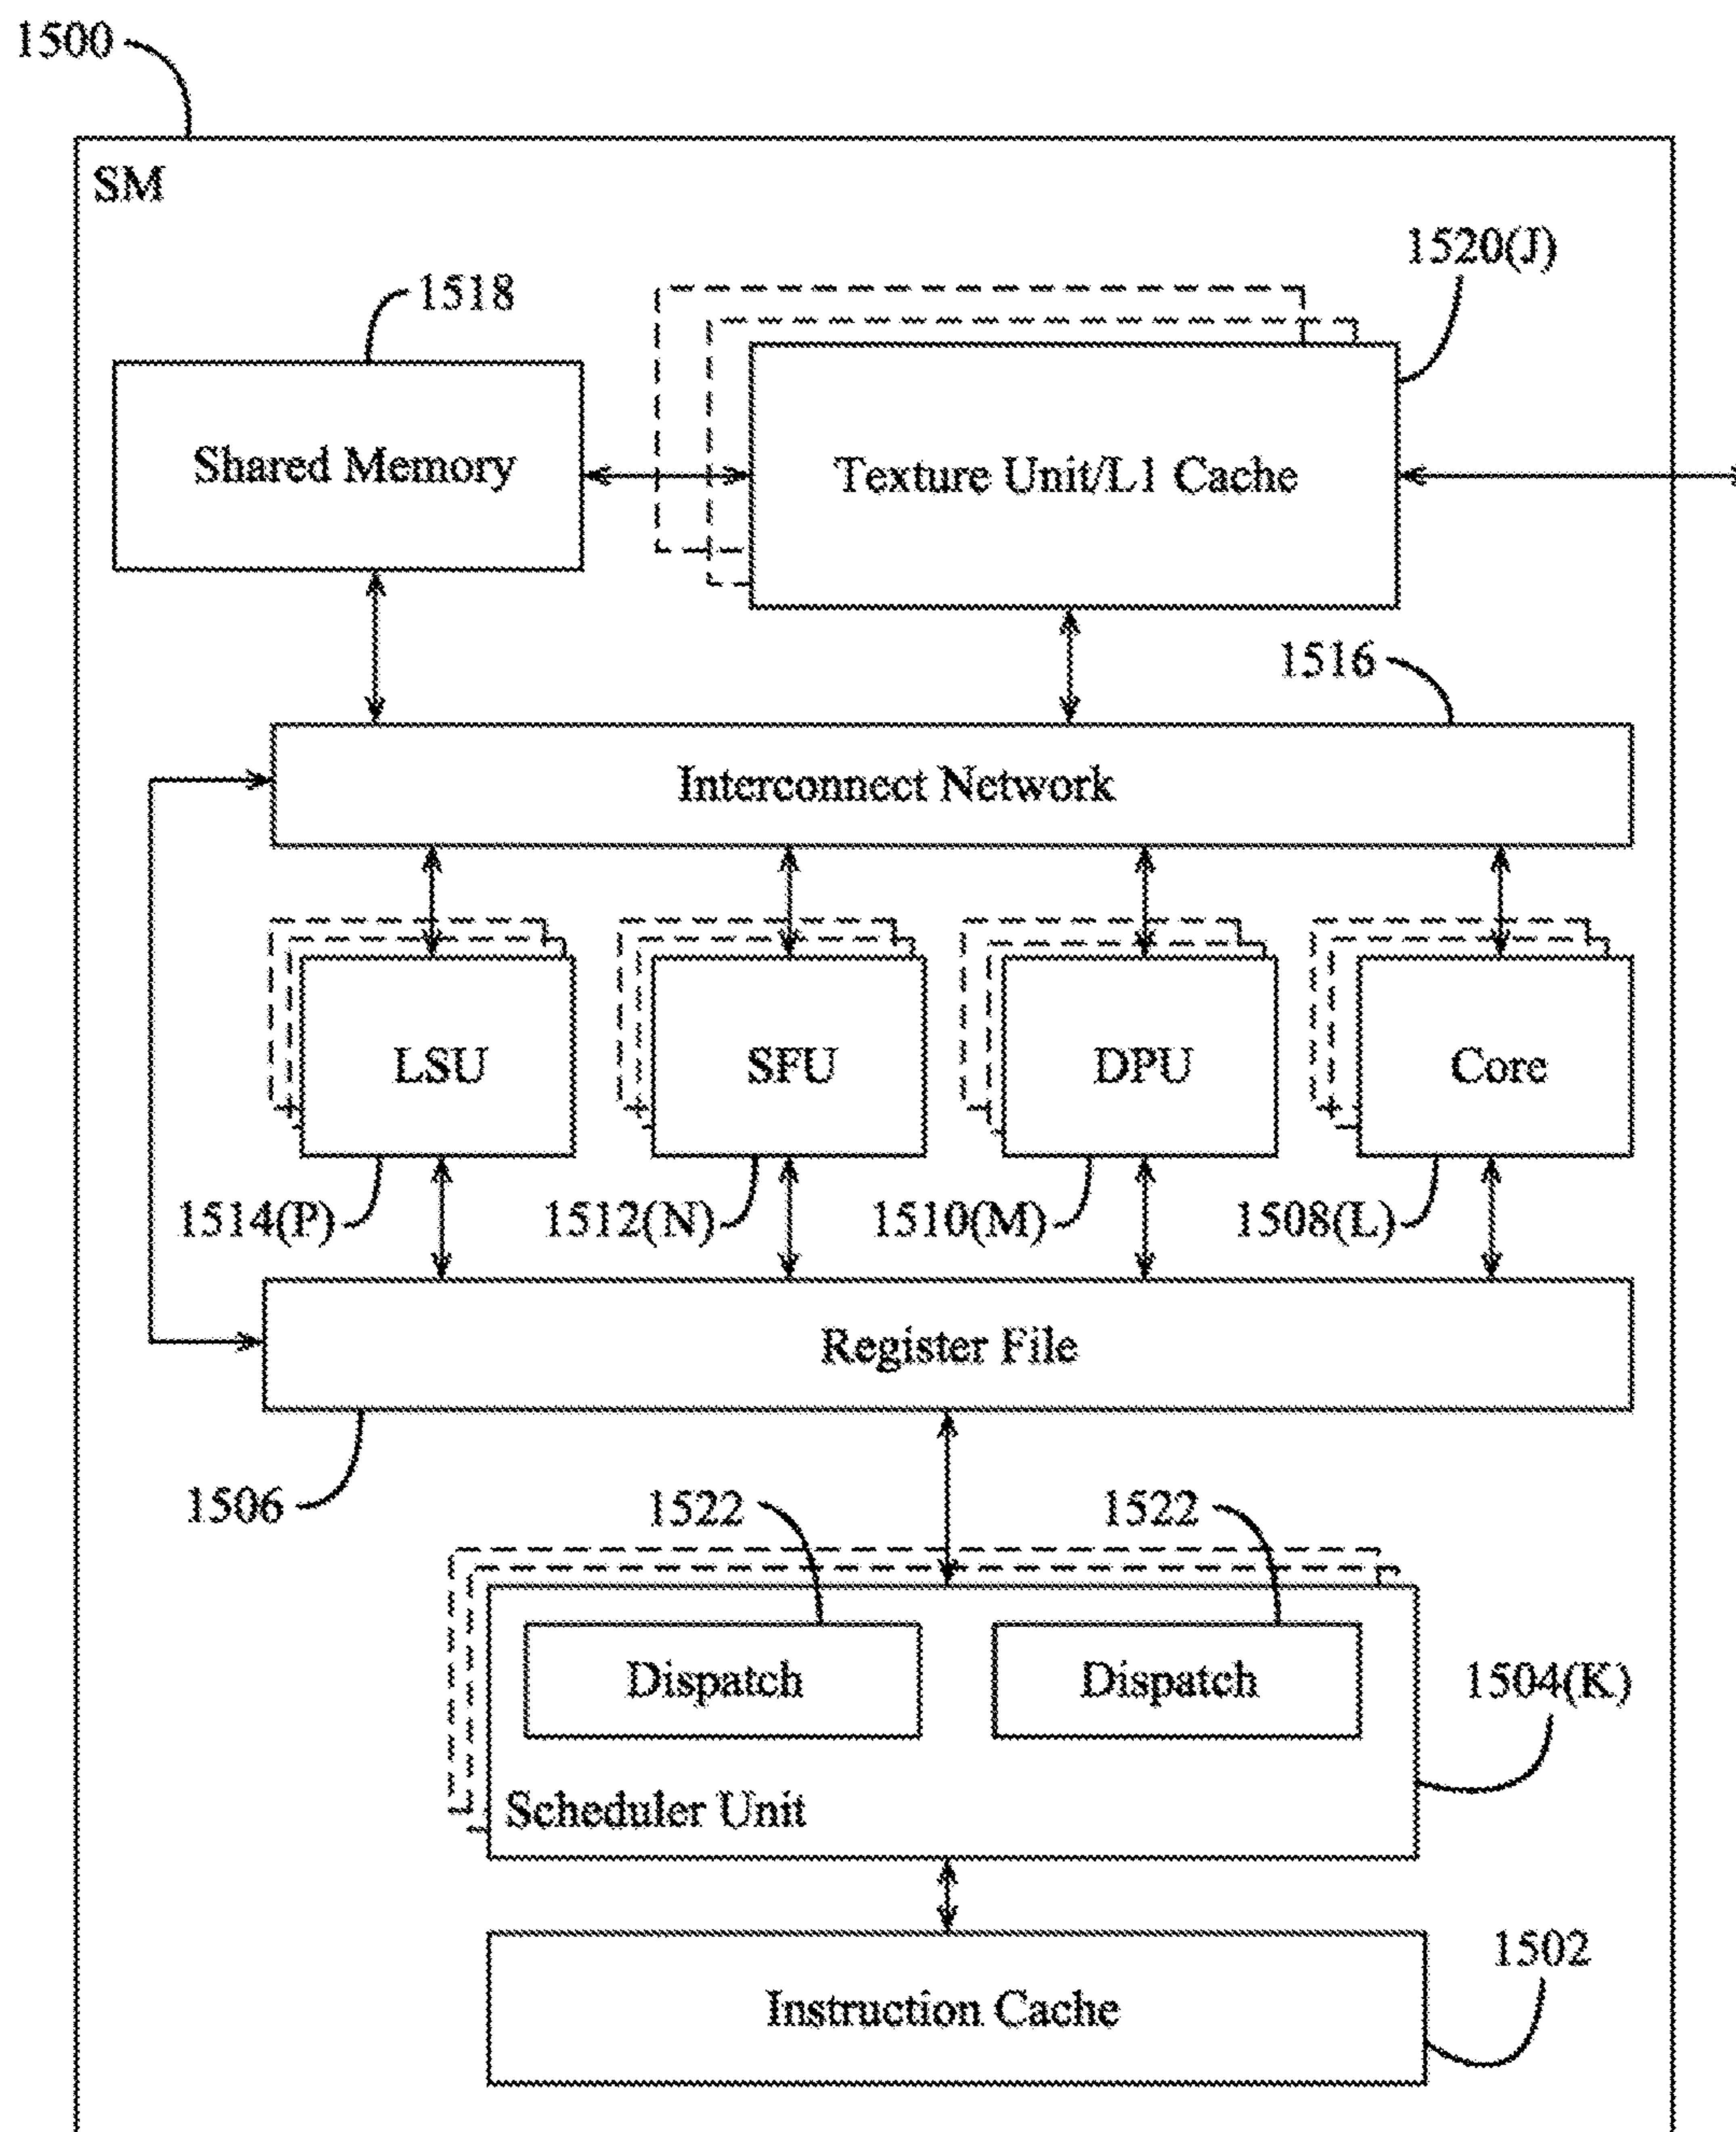 1500
SM
1520(J)
1518
Shared Memory
Texture Unit/L1 Cache
1516
Interconnect Network
LSU
SFU
DPU
Core
1514(P)
1512(N)
1510(M)
1508(L)
Register File
1506
1522
1522
Dispatch
Dispatch
1504(K)
Scheduler Unit
1502
Instruction Cache